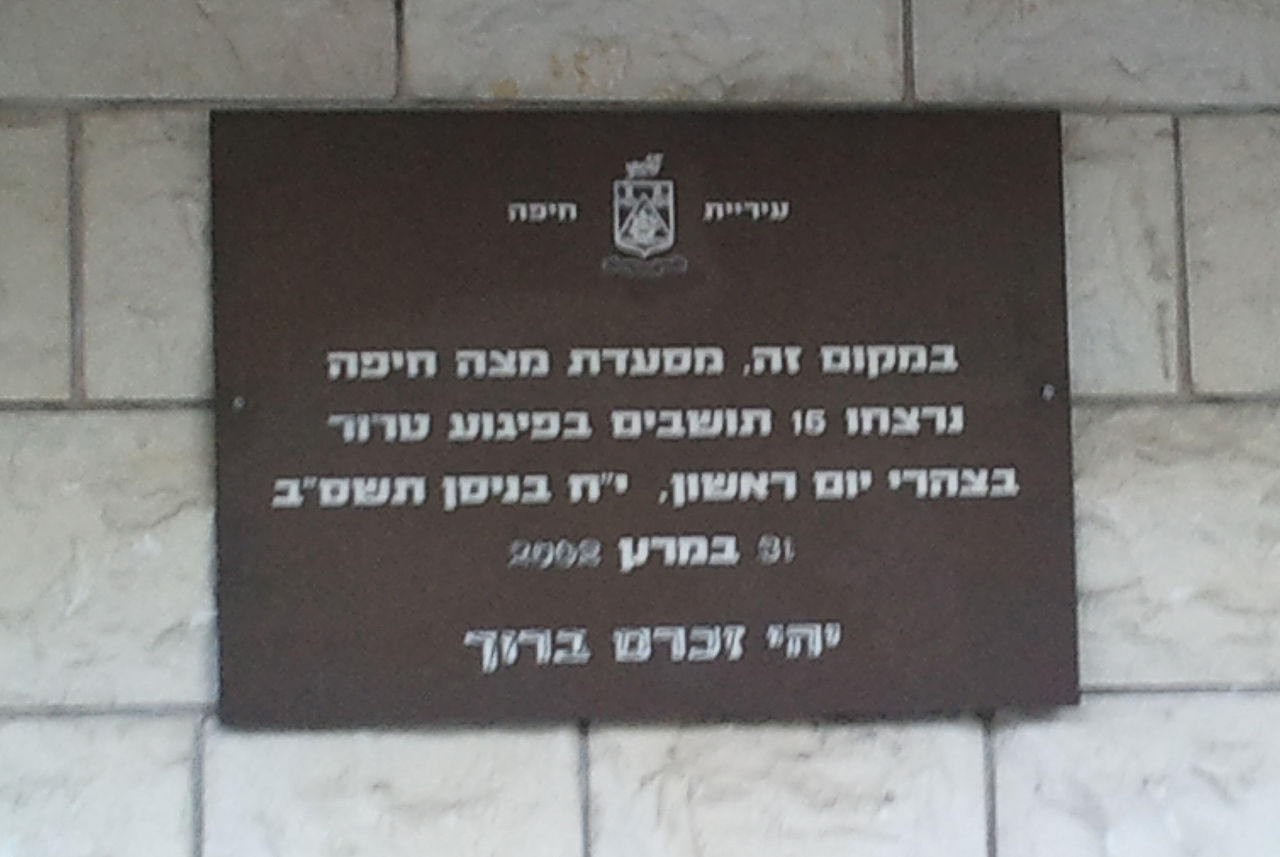 עיריית חיפה
במקום זה, מסעדת מצה חיפה
נרצחו 15 תושבים בפיגוע טרור
בצהרי יום ראשון, י"ח בניסן תשס"ב
31 במרץ 2002
יהי זכרם ברוך